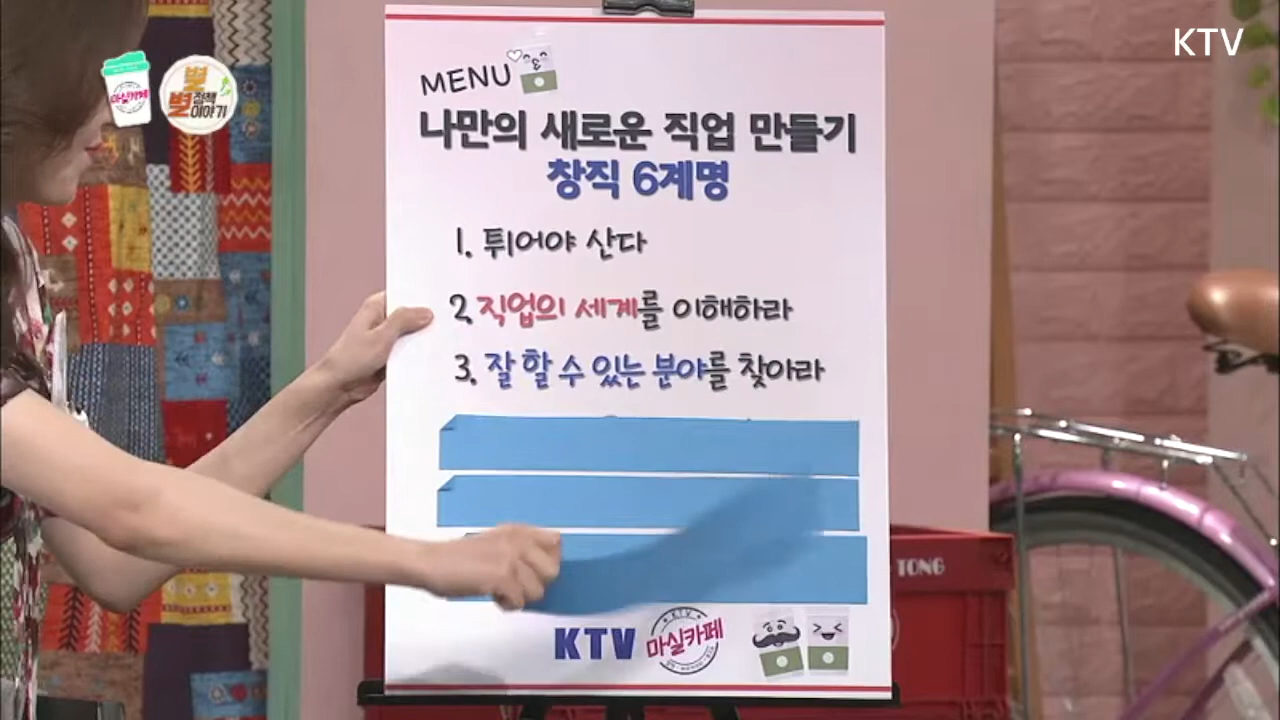 KTV
마실카페
별별정책이야기
MENU
나만의 새로운 직업 만들기
창직 6계명
1. 튀어야 산다
2. 직업의 세계를 이해하라
3. 잘 할 수 있는 분야를 찾아라
TONG
KTV
KTV
마실카페